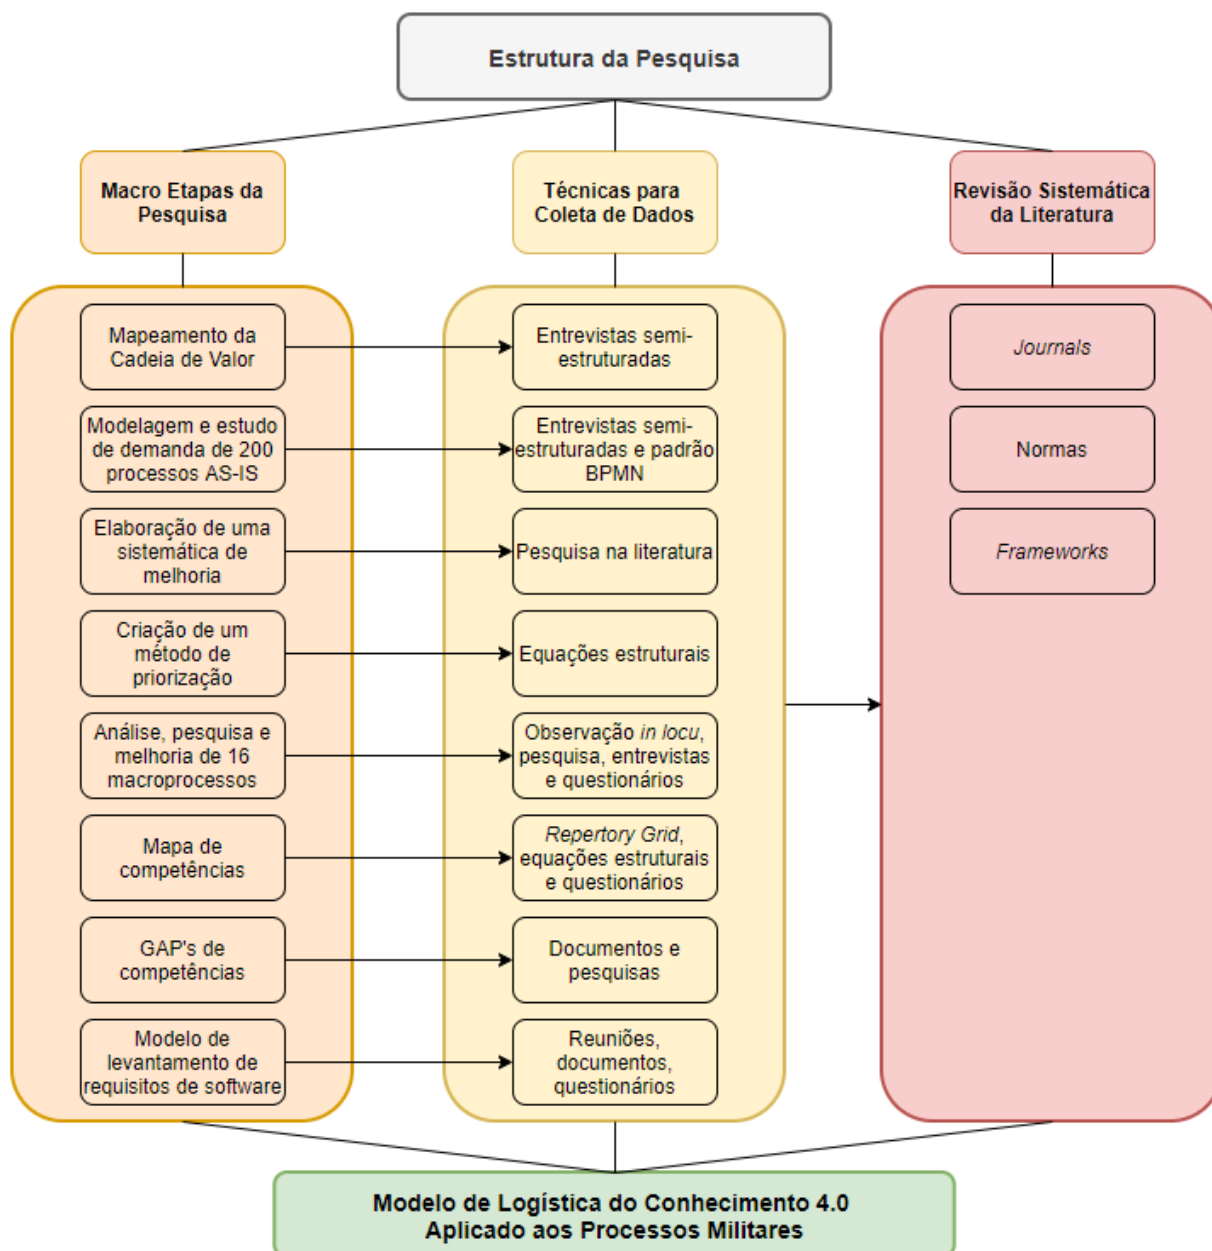 Estrutura da Pesquisa
Macro Etapas da
Pesquisa
Técnicas para
Coleta de Dados
Revisão Sistemática
da Literatura
Mapeamento da
Cadeia de Valor
Entrevistas semi-
estruturadas
Journals
Modelagem e estudo
de demanda de 200
processos AS-IS
Entrevistas semi-
estruturadas e padrão
BPMN
Normas
Elaboração de uma
sistemática de
melhoria
Pesquisa na literatura
Frameworks
Criação de um
método de
priorização
Equações estruturais
Análise, pesquisa e
melhoria de 16
macroprocessos
Observação in locu,
pesquisa, entrevistas
e questionários
Mapa de
competências
Repertory Grid,
equações estruturais
e questionários
GAP's de
competências
Documentos e
pesquisas
Modelo de
levantamento de
requisitos de software
Reuniões,
documentos,
questionários
Modelo de Logística do Conhecimento 4.0
Aplicado aos Processos Militares